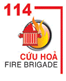 114
CỨU HOẢ
FIRE BRIGADE